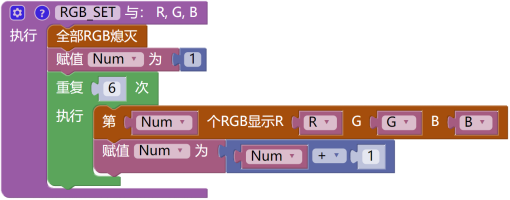 ? RGB_SET 与： R, G, B
执行 全部RGB熄灭
赋值 Num 为 1
重复 6 次
执行 第 Num 个RGB显示R R G G B B
赋值 Num 为 Num + 1